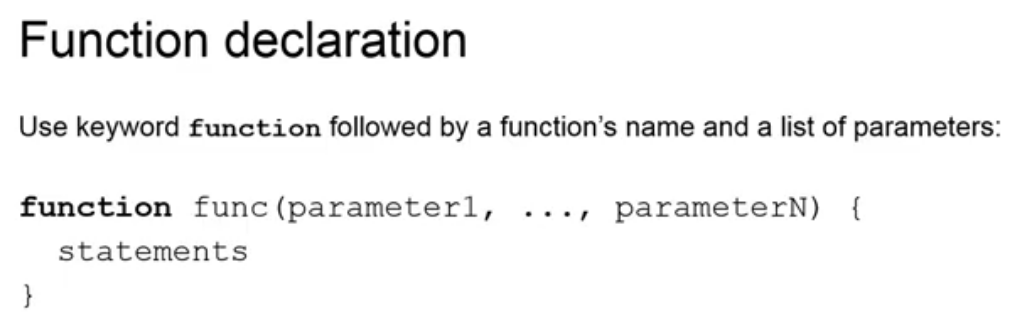 Function declaration
Use keyword function followed by a function's name and a list of parameters:
function func(parameter1, ..., parameterN) {
  statements
}